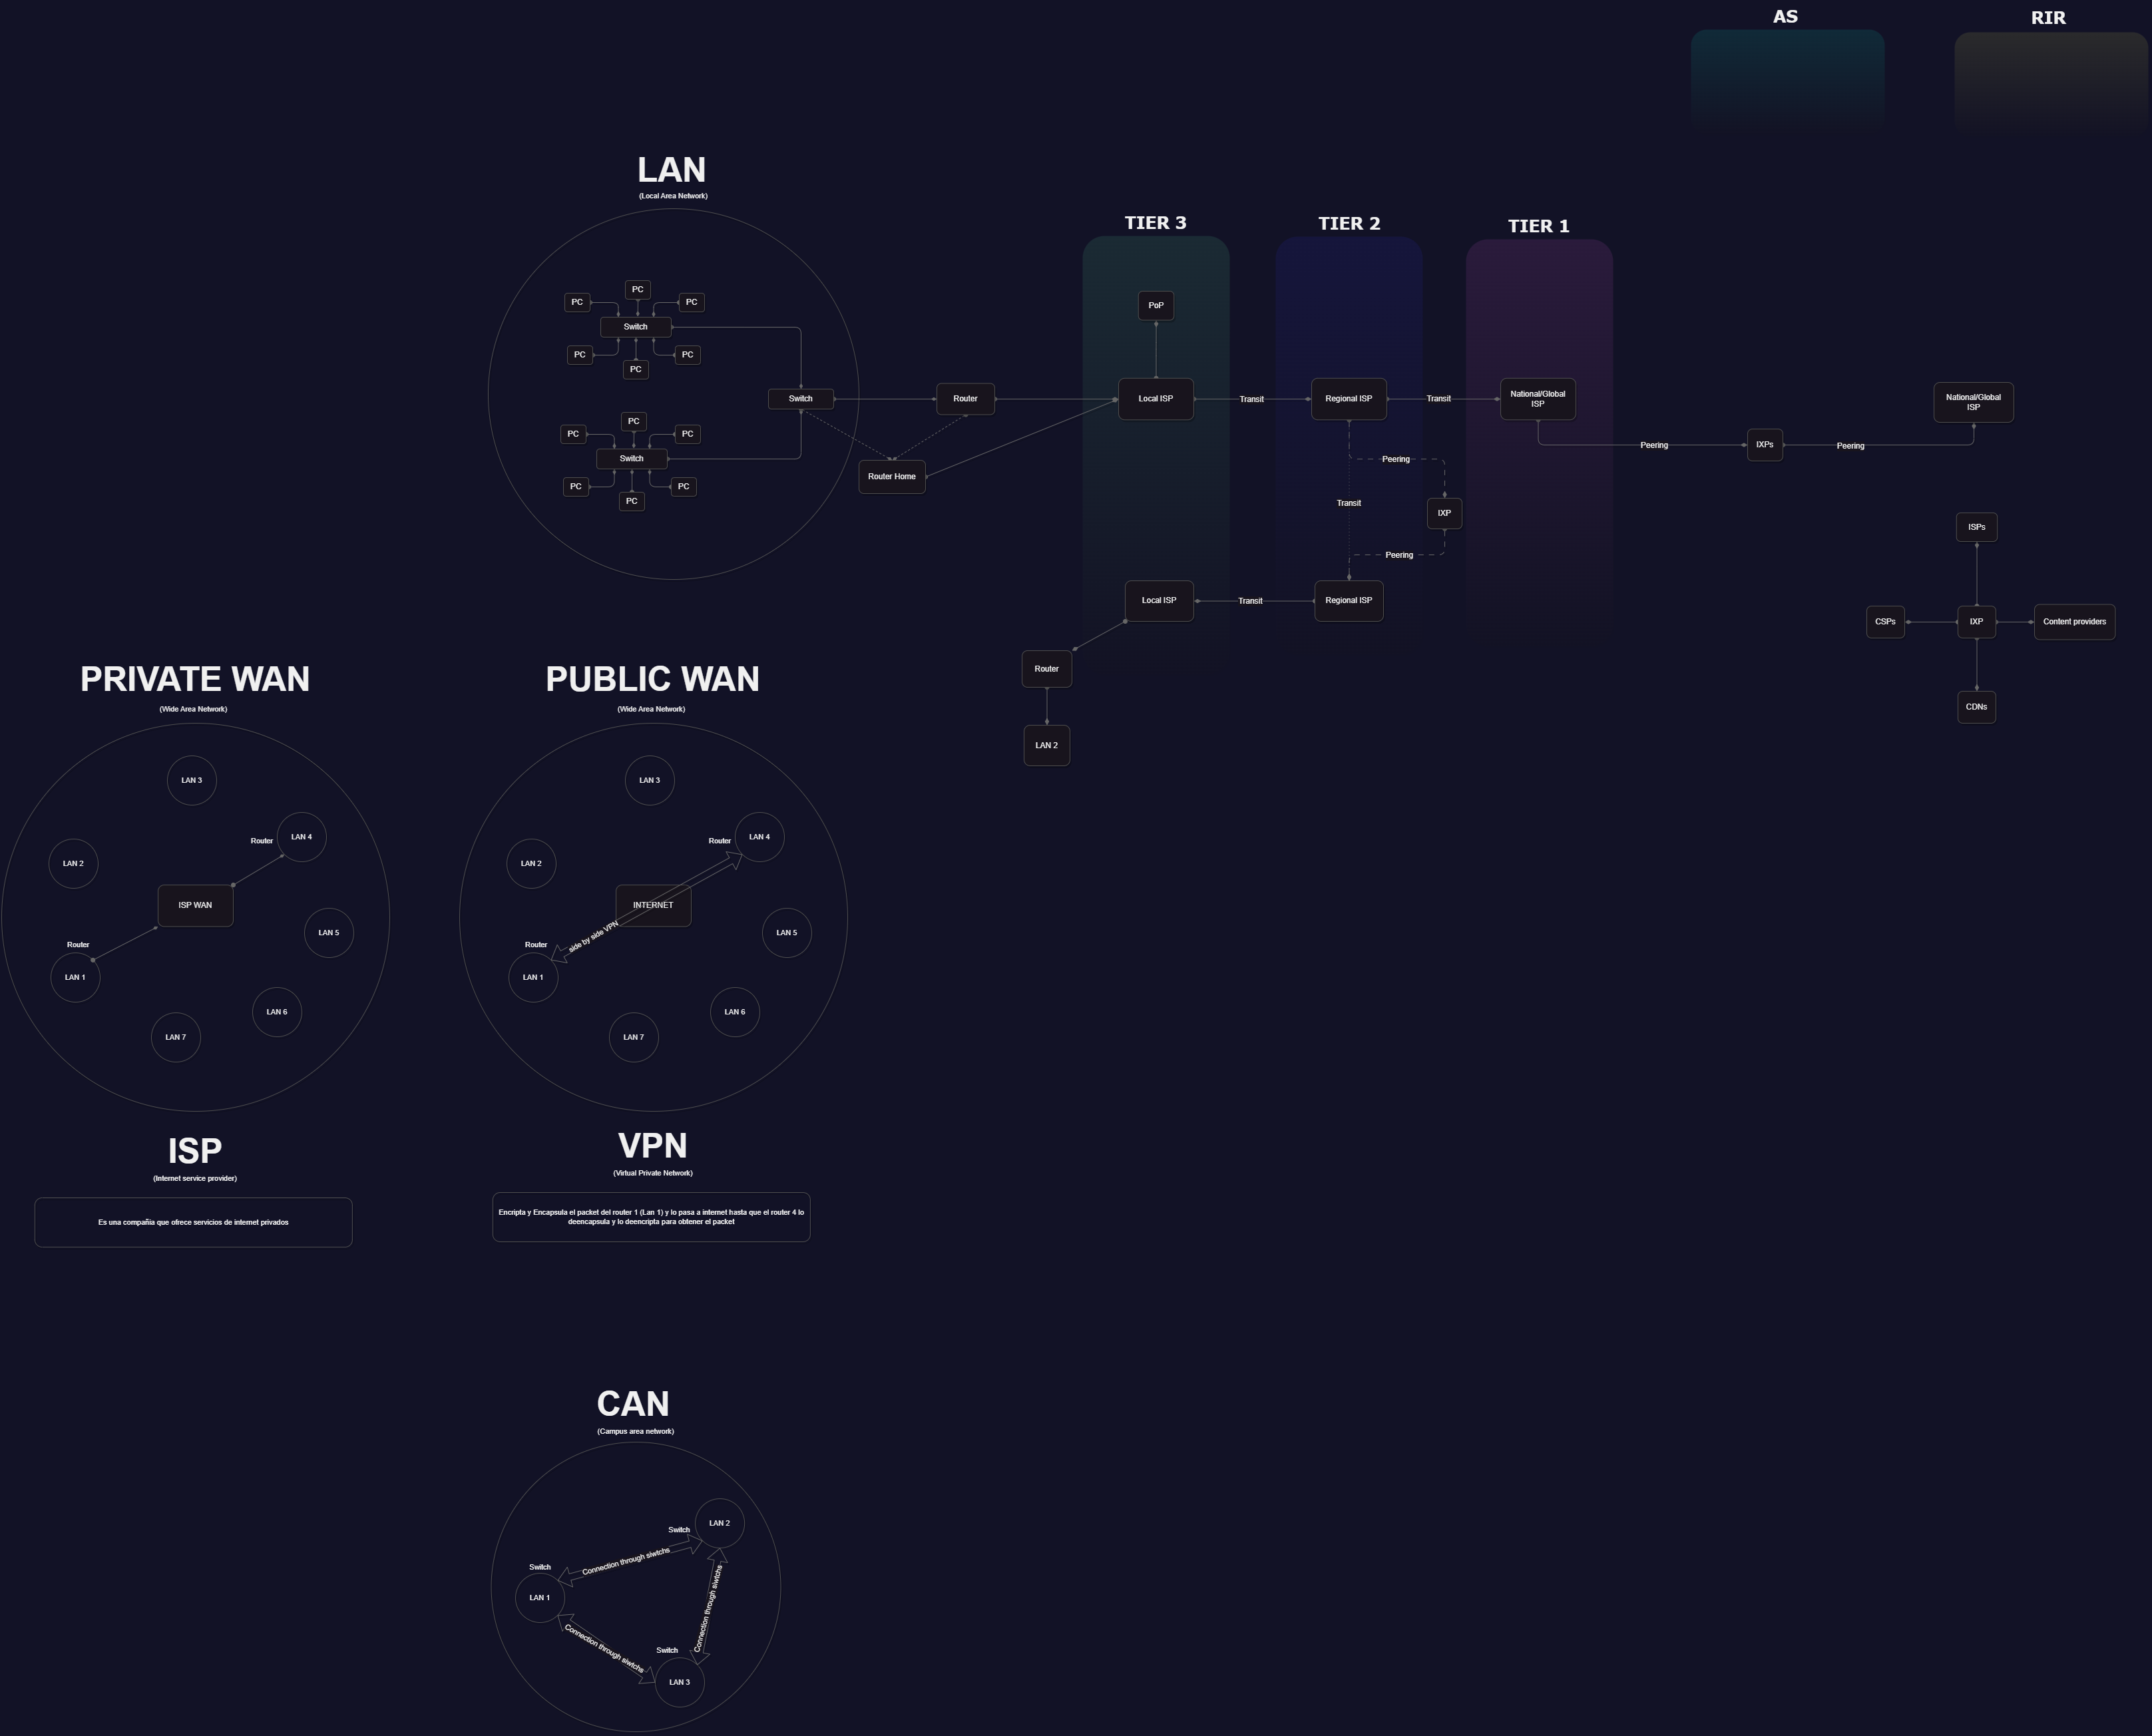 AS
RIR
LAN
(Local Area Network)
TIER 3
TIER 2
TIER 1
PC
PC
PC
Switch
PC
PC
PC
PC
PC
PC
Switch
PC
PC
PC
Switch
Router
Router Home
PoP
Local ISP
Transit
Regional ISP
Transit
National/Global
ISP
Peering
IXPs
Peering
National/Global
ISP
Peering
Transit
IXP
Peering
Local ISP
Transit
Regional ISP
Router
LAN 2
ISPs
CSPs
IXP
Content providers
CDNs
PRIVATE WAN
(Wide Area Network)
LAN 3
Router
LAN 4
LAN 2
ISP WAN
LAN 5
Router
LAN 1
LAN 6
LAN 7
PUBLIC WAN
(Wide Area Network)
LAN 3
Router
LAN 4
LAN 2
INTERNET
side by side VPN
LAN 5
Router
LAN 1
LAN 6
LAN 7
ISP
(Internet service provider)
Es una compañia que ofrece servicios de internet privados
VPN
(Virtual Private Network)
Encripta y Encapsula el packet del router 1 (Lan 1) y lo pasa a internet hasta que el router 4 lo
deencapsula y lo deencripta para obtener el packet
CAN
(Campus area network)
LAN 2
Switch
Connection through siwtchs
Switch
LAN 1
Connection through siwtchs
Connection through siwtchs
Switch
LAN 3